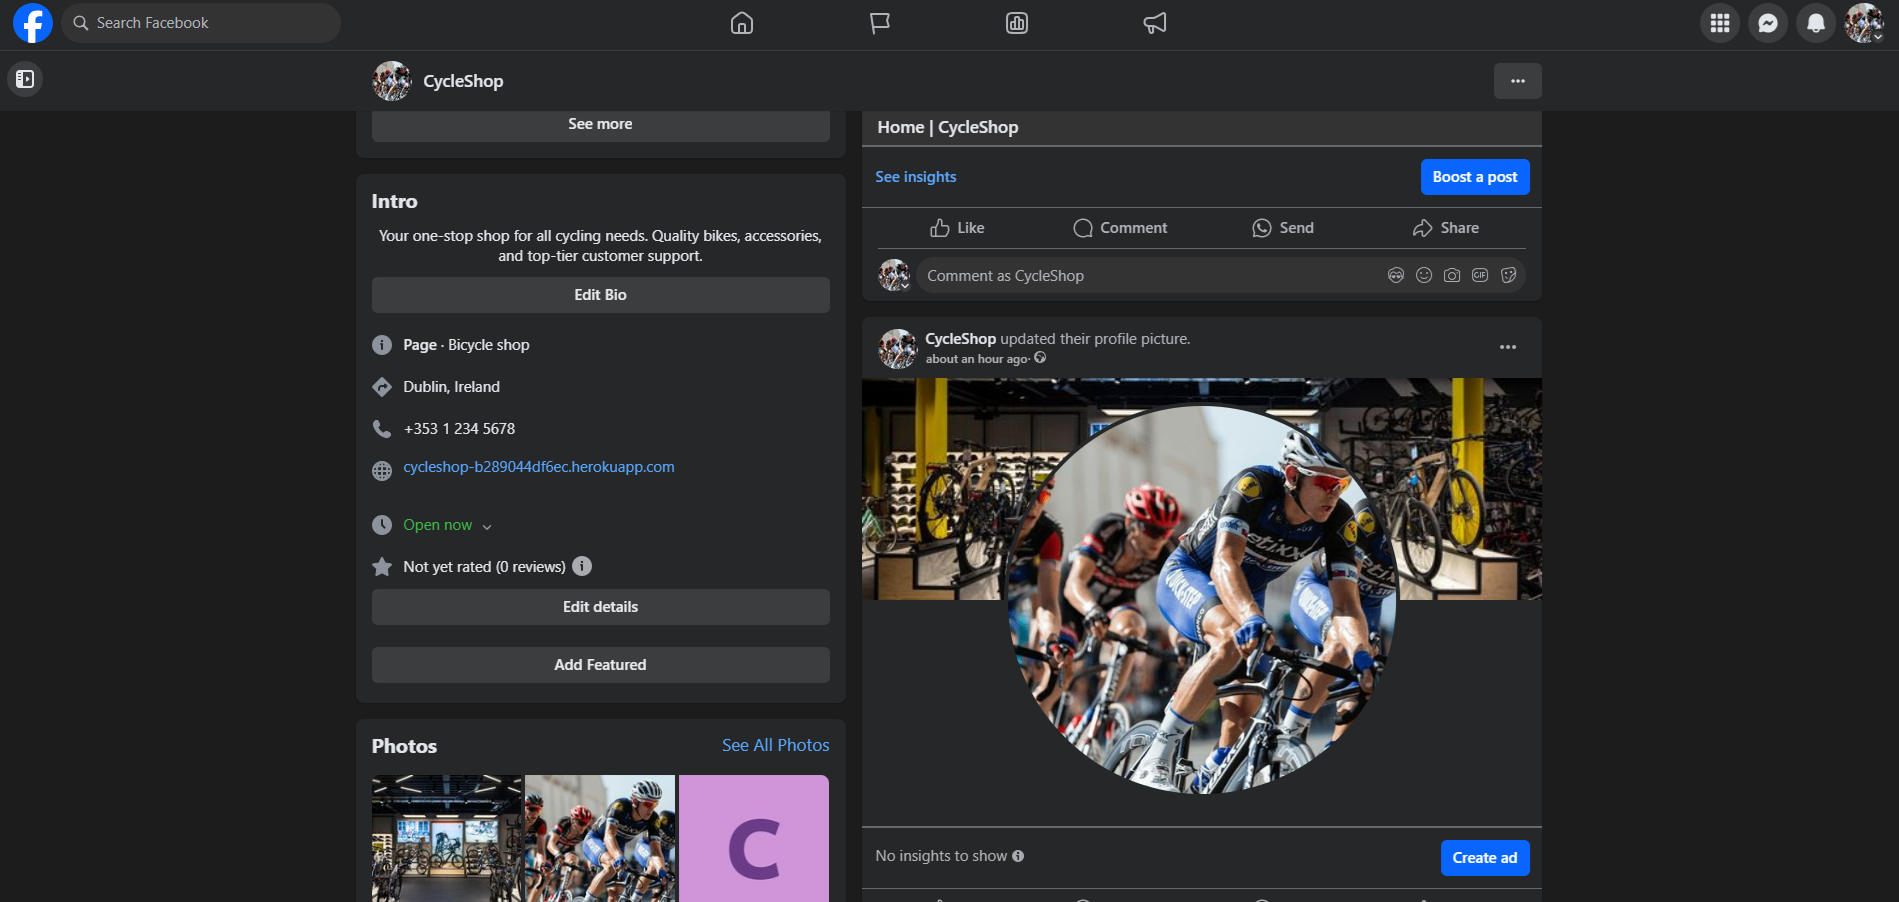 Search Facebook
CycleShop
See more
Intro
Your one-stop shop for all cycling needs. Quality bikes, accessories,
and top-tier customer support.
Edit Bio
Page · Bicycle shop
Dublin, Ireland
+353 1 234 5678
cycleshop-b289044df6ec.herokuapp.com
Open now
Not yet rated (0 reviews)
Edit details
Add Featured
Photos
See All Photos
C
Home | CycleShop
See insights
Boost a post
Like
Comment
Send
Share
Comment as CycleShop
GIF
CycleShop updated their profile picture.
about an hour ago·
etixx
QUICK-STEP
No insights to show
Create ad